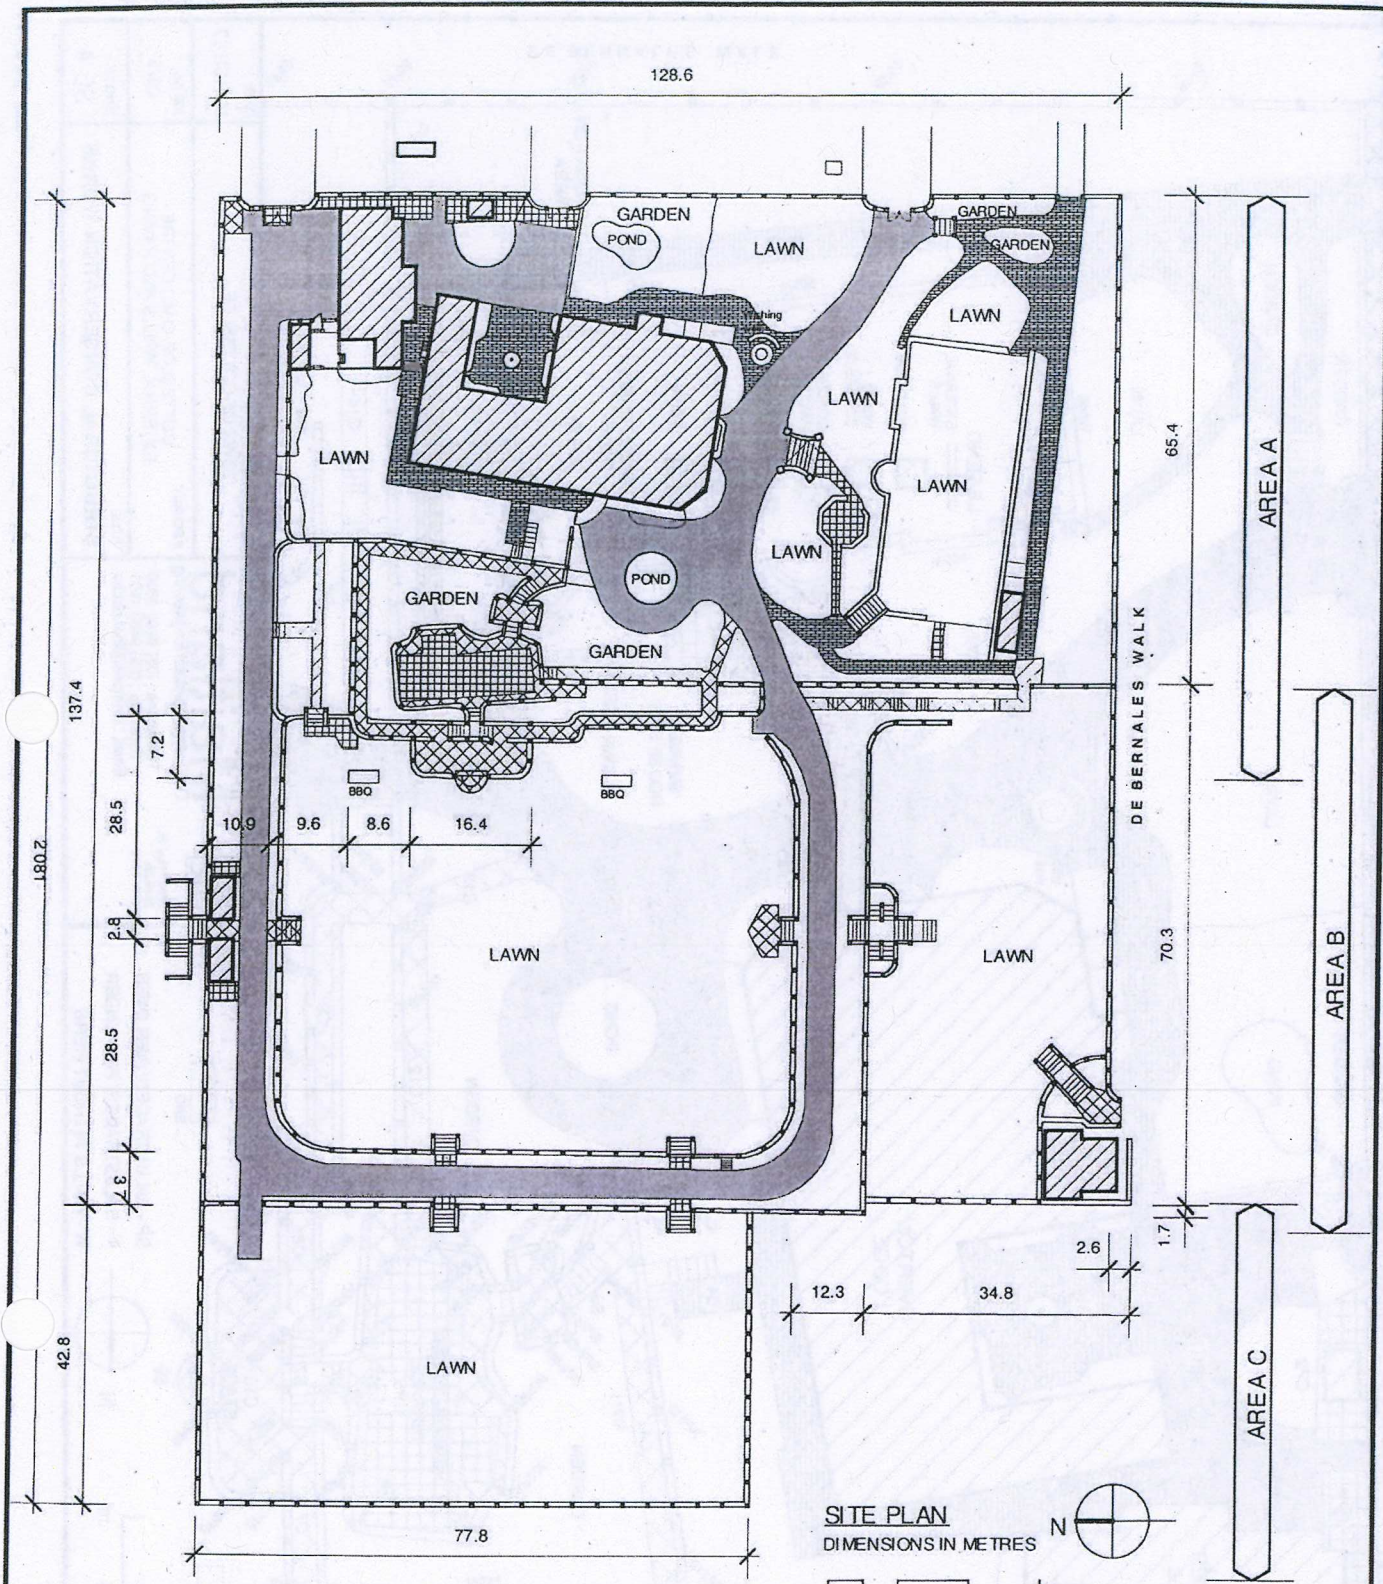 128.6
GARDEN
POND
LAWN
GARDEN
GARDEN
LAWN
LAWN
LAWN
LAWN
LAWN
POND
GARDEN
GARDEN
65.4
AREA A
DE BERNALES WALK
137.4
7.2
28.5
BBQ
BBQ
10.9
9.6
8.6
16.4
180.2
2.8
LAWN
LAWN
70.3
AREA B
28.5
3.7
1.7
2.6
12.3
34.8
42.8
LAWN
AREA C
77.8
SITE PLAN
DIMENSIONS IN METRES
N